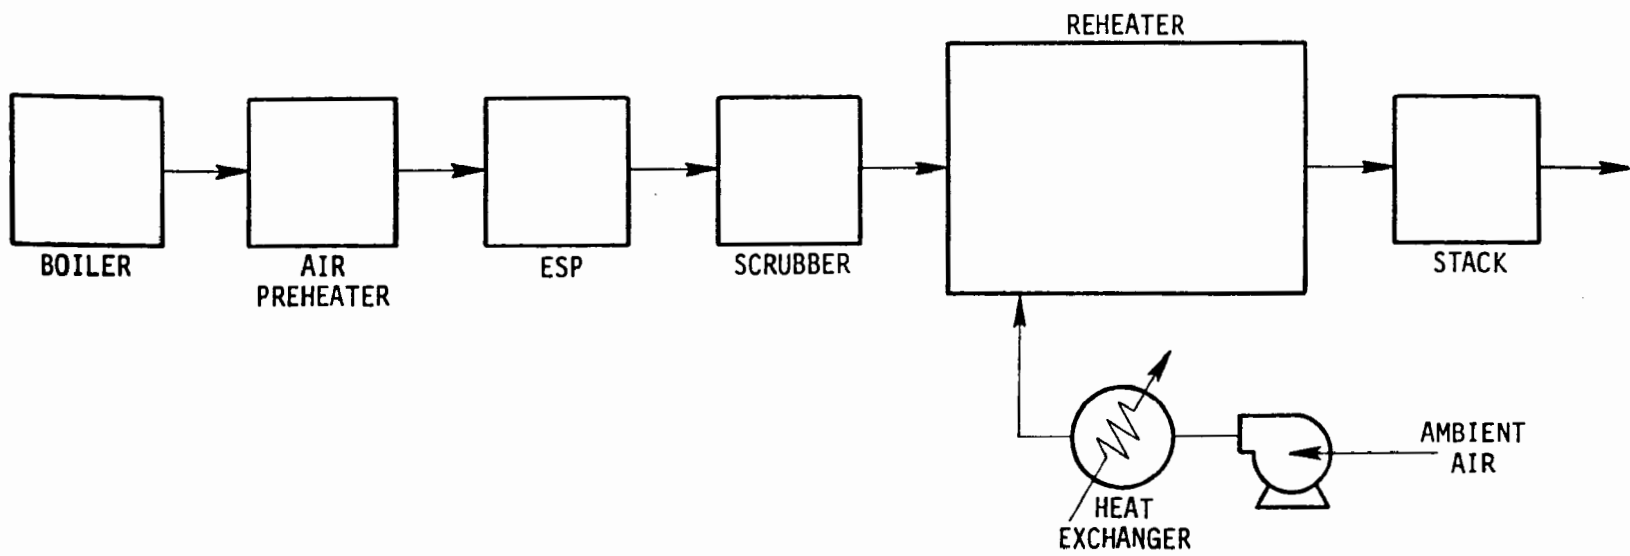 REHEATER
BOILER
AIR
PREHEATER
ESP
SCRUBBER
STACK
AMBIENT
AIR
HEAT
EXCHANGER